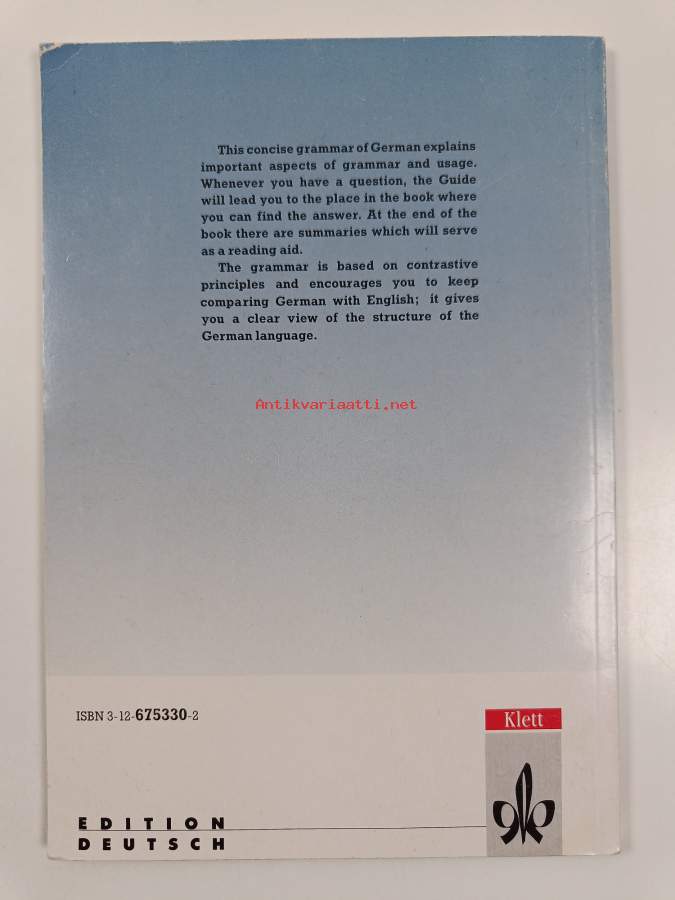 This concise grammar of German explains
important aspects of grammar and usage.
Whenever you have a question, the Guide
will lead you to the place in the book where
you can find the answer. At the end of the
book there are summaries which will serve
as a reading aid.
The grammar is based on contrastive
principles and encourages you to keep
comparing German with English; it gives
you a clear view of the structure of the
German language.
Antikvariaatti.net
ISBN 3-12-675330-2
Klett
EDITION
DEUTSCH